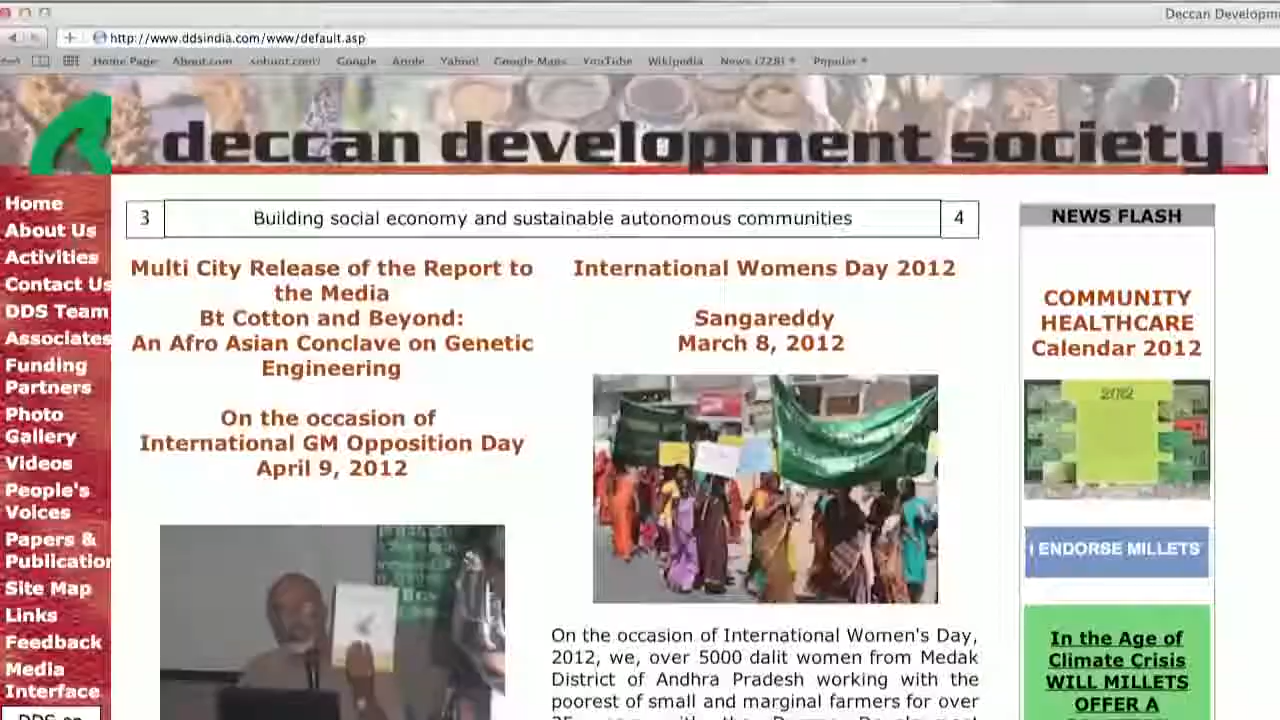 Deccan Developm
http://www.ddsindia.com/www/default.asp
Home Page About.com Google Apple Yahoo! Google Maps YouTube Wikipedia News (728) Popular
deccan development society
Home
About Us
Activities
Contact Us
DDS Team
Associates
Funding
Partners
Photo
Gallery
Videos
People's
Voices
Papers &
Publication
Site Map
Links
Feedback
Media
Interface
3 Building social economy and sustainable autonomous communities 4
Multi City Release of the Report to
the Media
Bt Cotton and Beyond:
An Afro Asian Conclave on Genetic
Engineering
On the occasion of
International GM Opposition Day
April 9, 2012
International Womens Day 2012
Sangareddy
March 8, 2012
On the occasion of International Women's Day,
2012, we, over 5000 dalit women from Medak
District of Andhra Pradesh working with the
poorest of small and marginal farmers for over
NEWS FLASH
COMMUNITY
HEALTHCARE
Calendar 2012
2012
I ENDORSE MILLETS
In the Age of
Climate Crisis
WILL MILLETS
OFFER A